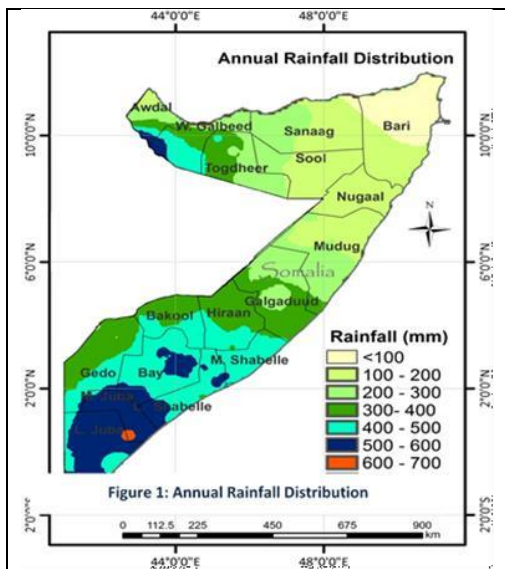 44°0'0"E 48°0'0"E
Annual Rainfall Distribution
Awdal
W. Galbeed
Sanaag
Bari
10°0'0"N
10°0'0"N
Togdheer
Sool
Nugaal
Mudug
6°0'0"N
6°0'0"N
Somalia
Galgaduud
Bakool
Hiraan
Gedo
Bay
M. Shabelle
2°0'0"N
2°0'0"N
M. Juba
L. Shabelle
L. Juba
Rainfall (mm)
<100
100 - 200
200 - 300
300- 400
400 - 500
500 - 600
600 - 700
Figure 1: Annual Rainfall Distribution
2°0'0"S
N
0 112.5 225 450 675 900
km
44°0'0"E 48°0'0"E